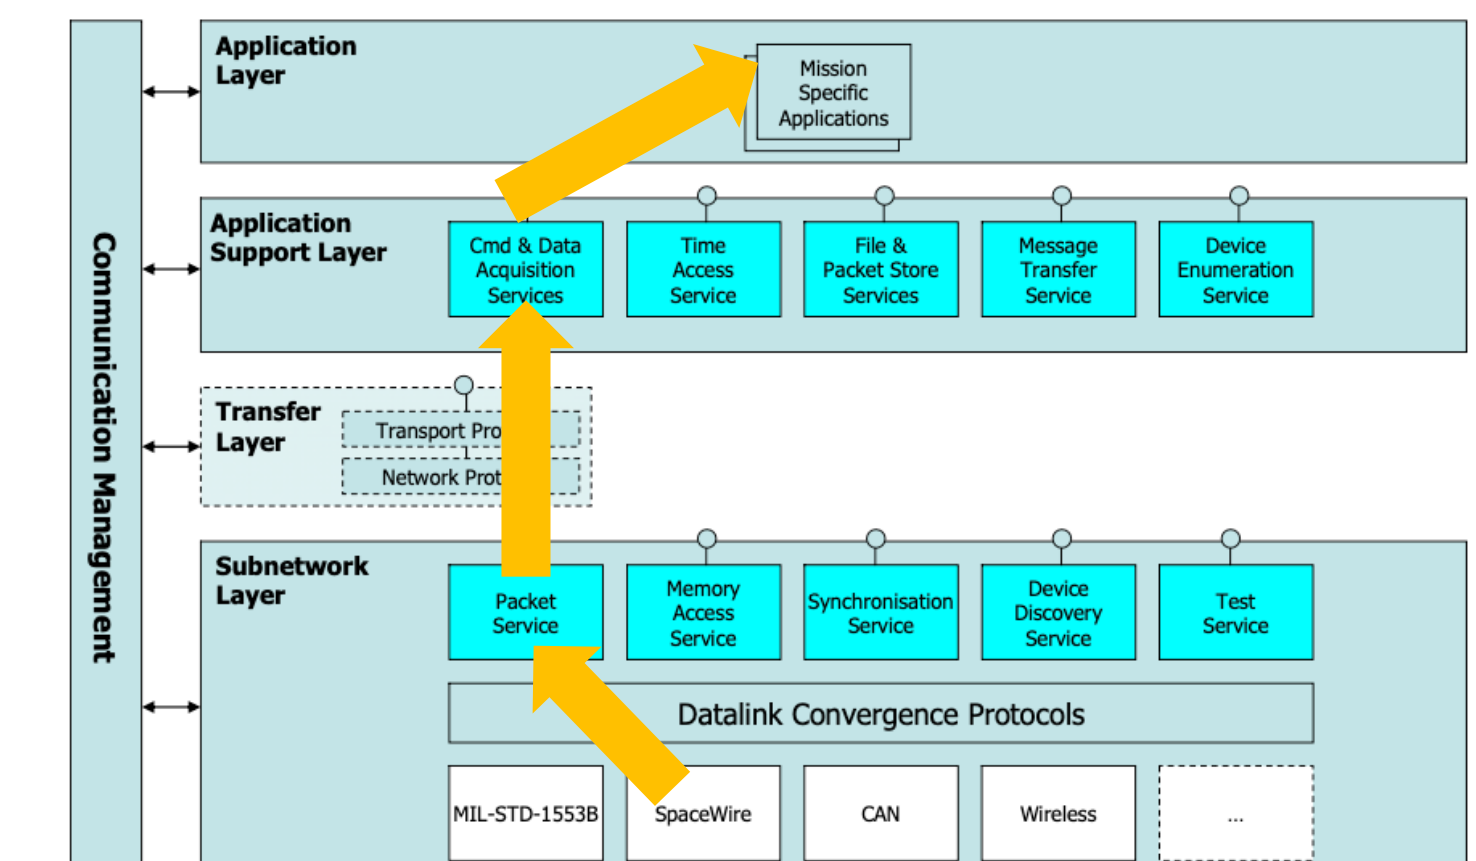 Application
Layer
Mission
Specific
Applications
Application
Support Layer
Cmd & Data
Acquisition
Services
Time
Access
Service
File &
Packet Store
Services
Message
Transfer
Service
Device
Enumeration
Service
Communication Management
Transfer
Layer
Transport
Network
Subnetwork
Layer
Packet
Service
Memory
Access
Service
Synchronisation
Service
Device
Discovery
Service
Test
Service
Datalink Convergence Protocols
MIL-STD-1553B
SpaceWire
CAN
Wireless
...